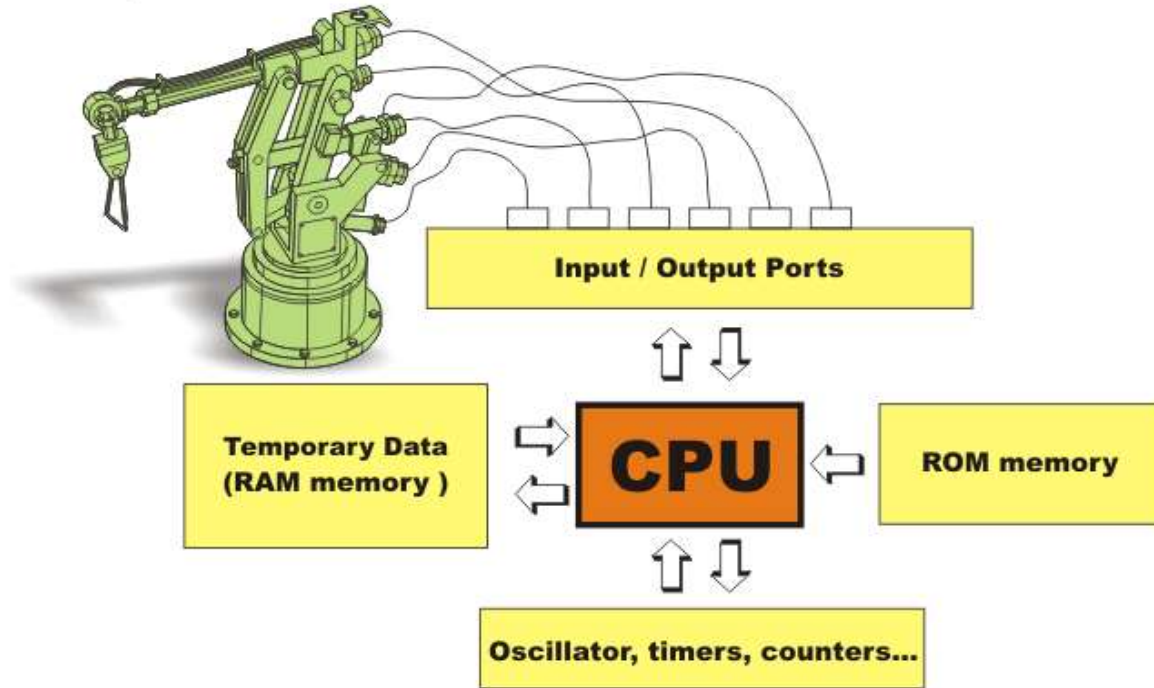 Input / Output Ports
Temporary Data
(RAM memory )
CPU
ROM memory
Oscillator, timers, counters...